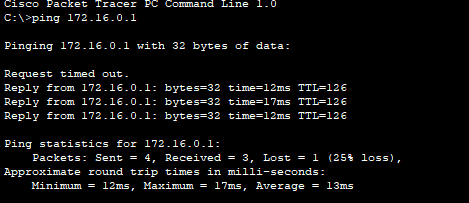 Cisco Packet Tracer PC Command Line 1.0
C:\>ping 172.16.0.1
Pinging 172.16.0.1 with 32 bytes of data:
Request timed out.
Reply from 172.16.0.1: bytes=32 time=12ms TTL=126
Reply from 172.16.0.1: bytes=32 time=17ms TTL=126
Reply from 172.16.0.1: bytes=32 time=12ms TTL=126
Ping statistics for 172.16.0.1:
Packets: Sent = 4, Received = 3, Lost = 1 (25% loss),
Approximate round trip times in milli-seconds:
Minimum = 12ms, Maximum = 17ms, Average = 13ms